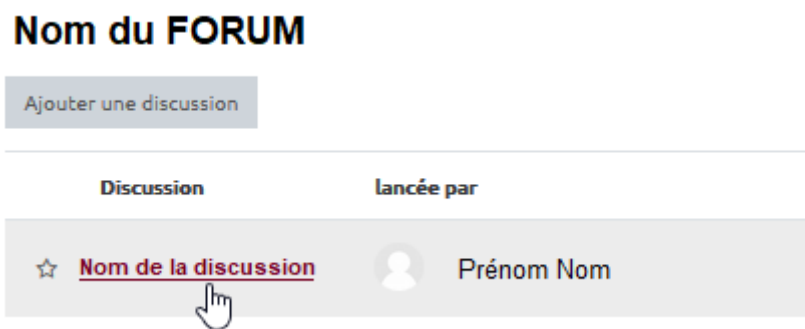 Nom du FORUM
Ajouter une discussion
Discussion lancée par
Nom de la discussion Prénom Nom